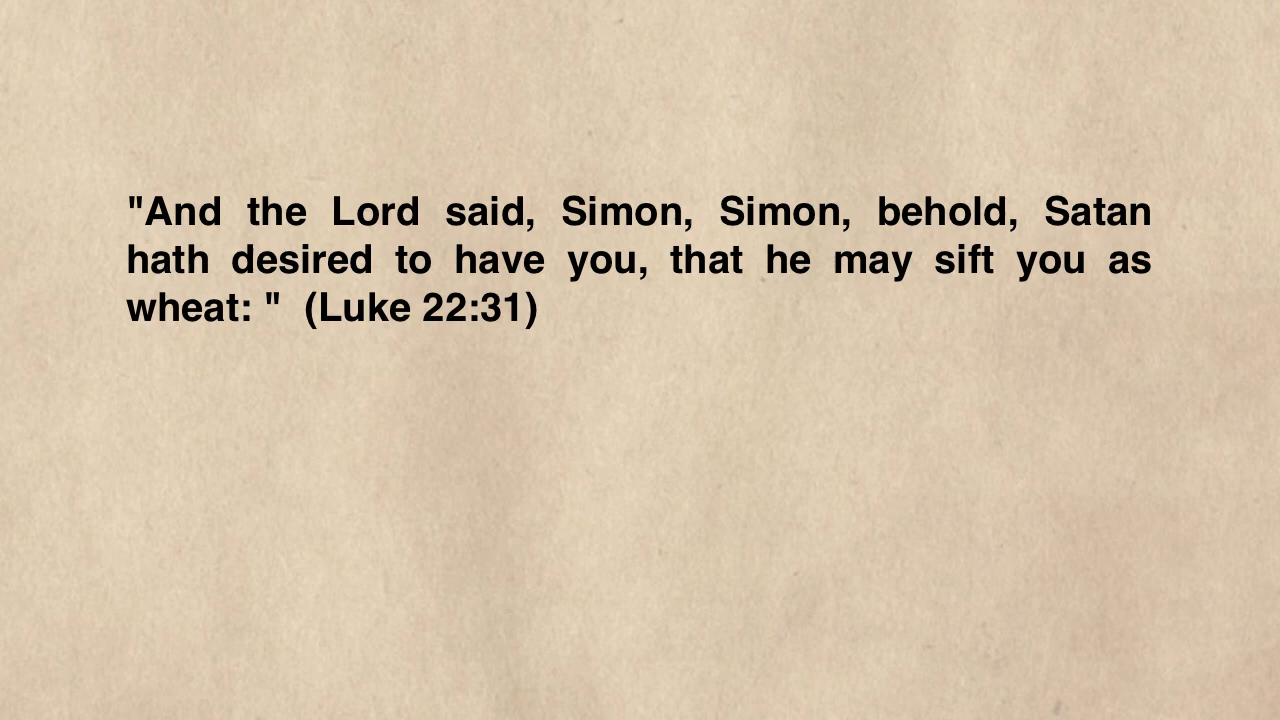 "And the Lord said, Simon, Simon, behold, Satan
hath desired to have you, that he may sift you as
wheat: "  (Luke 22:31)